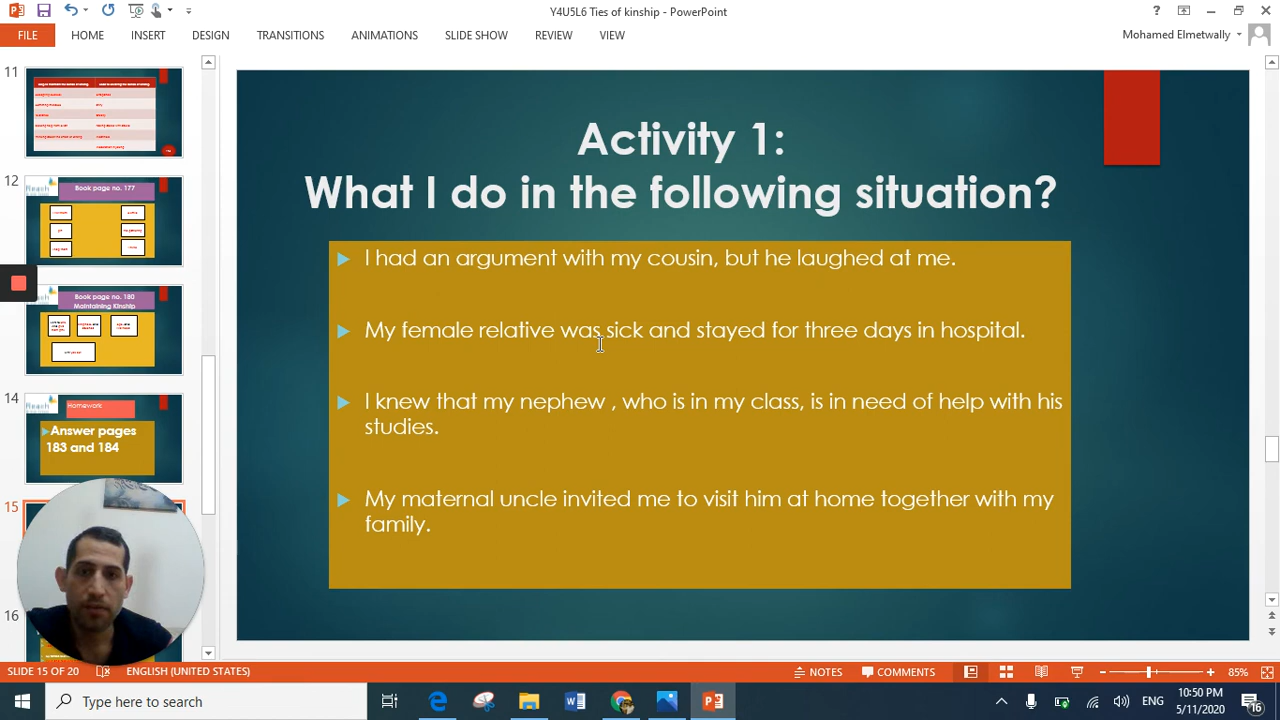 Y4U5L6 Ties of kinship - PowerPoint
?
FILE
HOME
INSERT
DESIGN
TRANSITIONS
ANIMATIONS
SLIDE SHOW
REVIEW
VIEW
Mohamed Elmetwally
11
12
Book page no. 177
Book page no. 180
Maintaining Kinship
14
Homework
Answer pages
183 and 184
15
16
Activity 1:
What I do in the following situation?
I had an argument with my cousin, but he laughed at me.
My female relative was sick and stayed for three days in hospital.
I knew that my nephew , who is in my class, is in need of help with his
studies.
My maternal uncle invited me to visit him at home together with my
family.
SLIDE 15 OF 20
ENGLISH (UNITED STATES)
NOTES
COMMENTS
85%
Type here to search
ENG
10:50 PM
5/11/2020
16